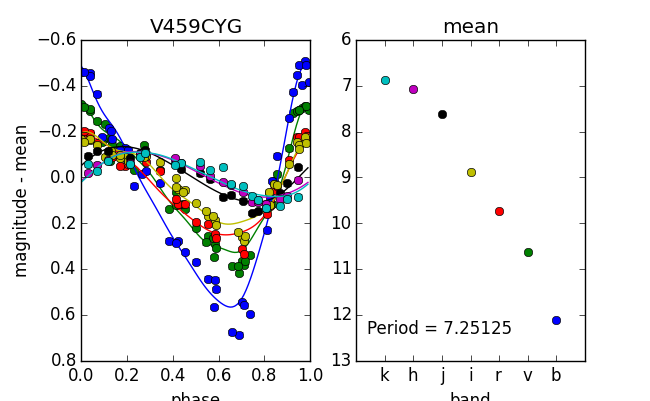 V459CYG
mean
−0.6
−0.4
−0.2
0.0
0.2
0.4
0.6
0.8
magnitude - mean
0.0
0.2
0.4
0.6
0.8
1.0
phase
6
7
8
9
10
11
12
13
Period = 7.25125
k
h
j
i
r
v
b
band